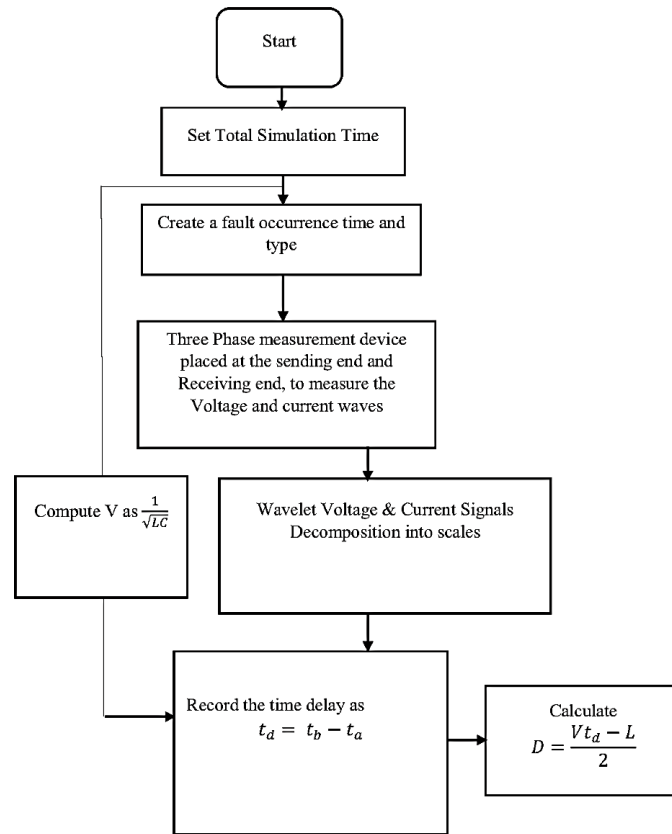 Start
Set Total Simulation Time
Create a fault occurrence time and
type
Three Phase measurement device
placed at the sending end and
Receiving end, to measure the
Voltage and current waves
Compute V as 1/√LC
Wavelet Voltage & Current Signals
Decomposition into scales
Record the time delay as
t_d = t_b − t_a
Calculate
D = (Vt_d − L)/2